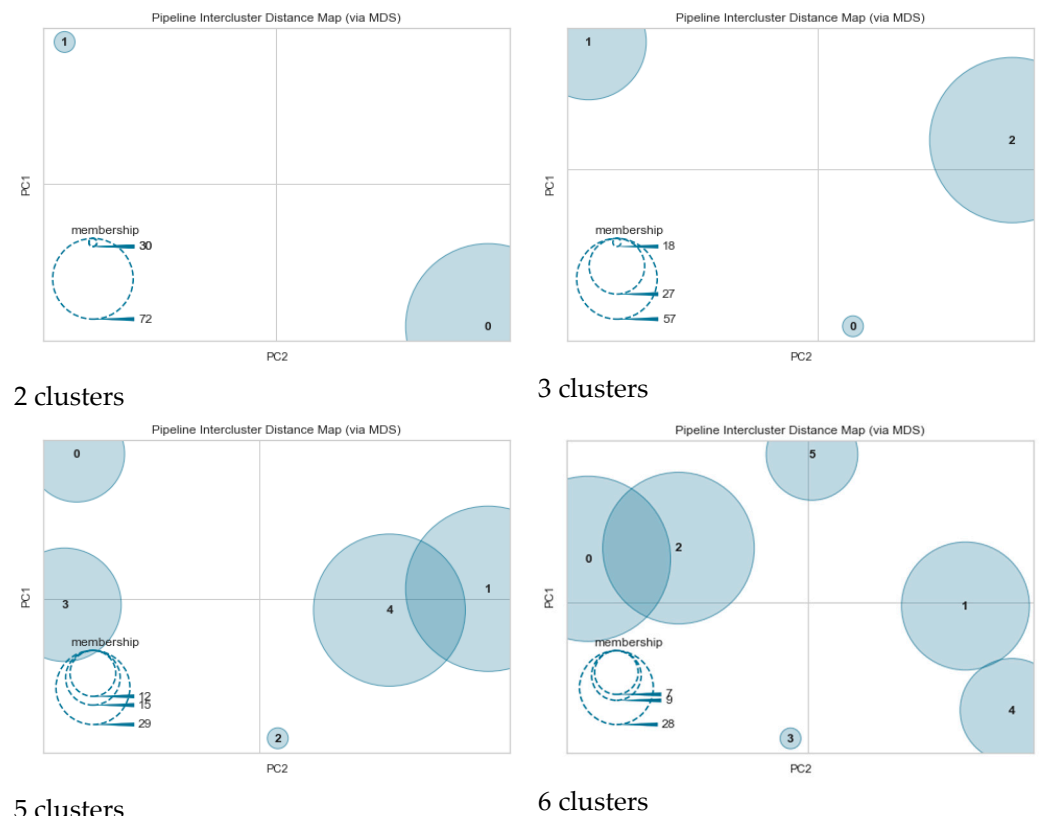 Pipeline Intercluster Distance Map (via MDS)
1
PC1
membership
30
72
0
PC2
2 clusters
Pipeline Intercluster Distance Map (via MDS)
1
2
PC1
membership
18
27
57
0
PC2
3 clusters
Pipeline Intercluster Distance Map (via MDS)
0
1
3
4
PC1
membership
12
15
29
2
PC2
5 clusters
Pipeline Intercluster Distance Map (via MDS)
5
2
0
1
PC1
membership
7
9
28
4
3
PC2
6 clusters